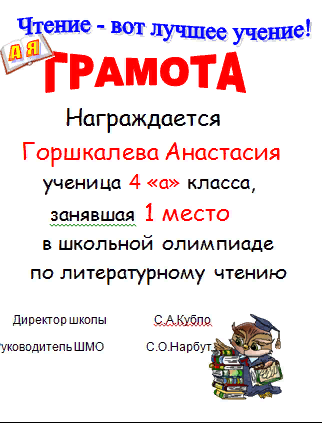 Чтение - вот лучшее учение!
А Я
ГРАМОТА
Награждается
Горшкалева Анастасия
ученица 4 «а» класса,
занявшая 1 место
в школьной олимпиаде
по литературному чтению
Директор школы С.А.Кубло
уководитель ШМО С.О.Нарбут